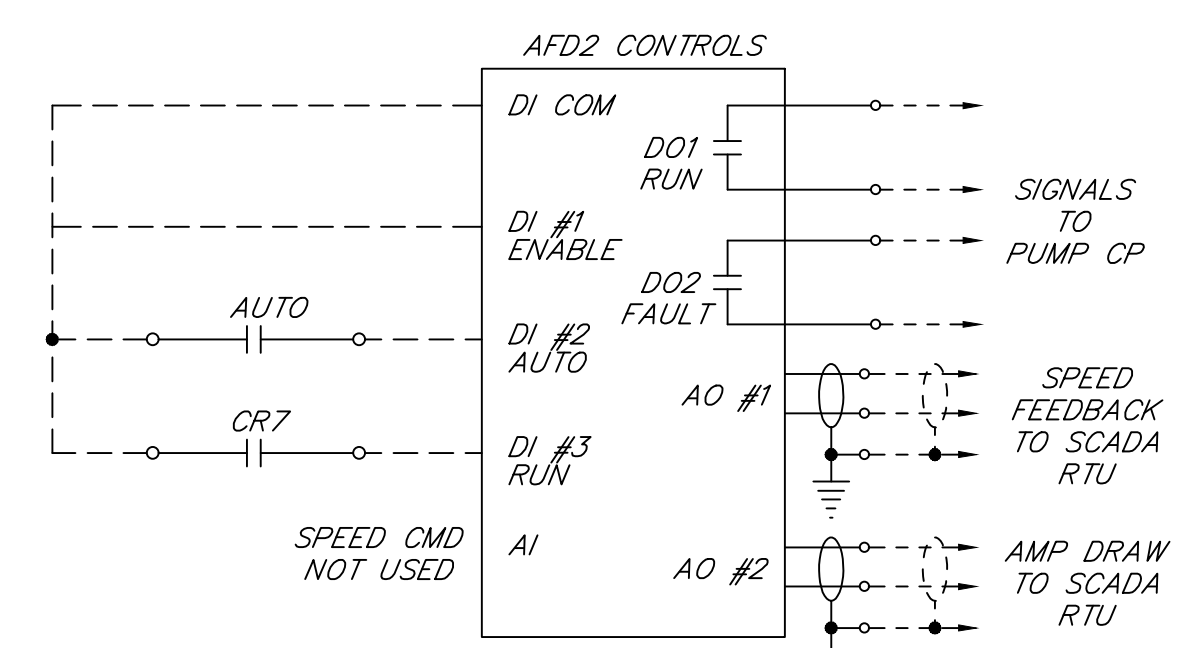 AFD2 CONTROLS
DI COM
DO1
RUN
SIGNALS
TO
PUMP CP
DI #1
ENABLE
DO2
FAULT
AUTO
DI #2
AUTO
AO #1
SPEED
FEEDBACK
TO SCADA
RTU
CR7
DI #3
RUN
SPEED CMD
NOT USED
AI
AO #2
AMP DRAW
TO SCADA
RTU